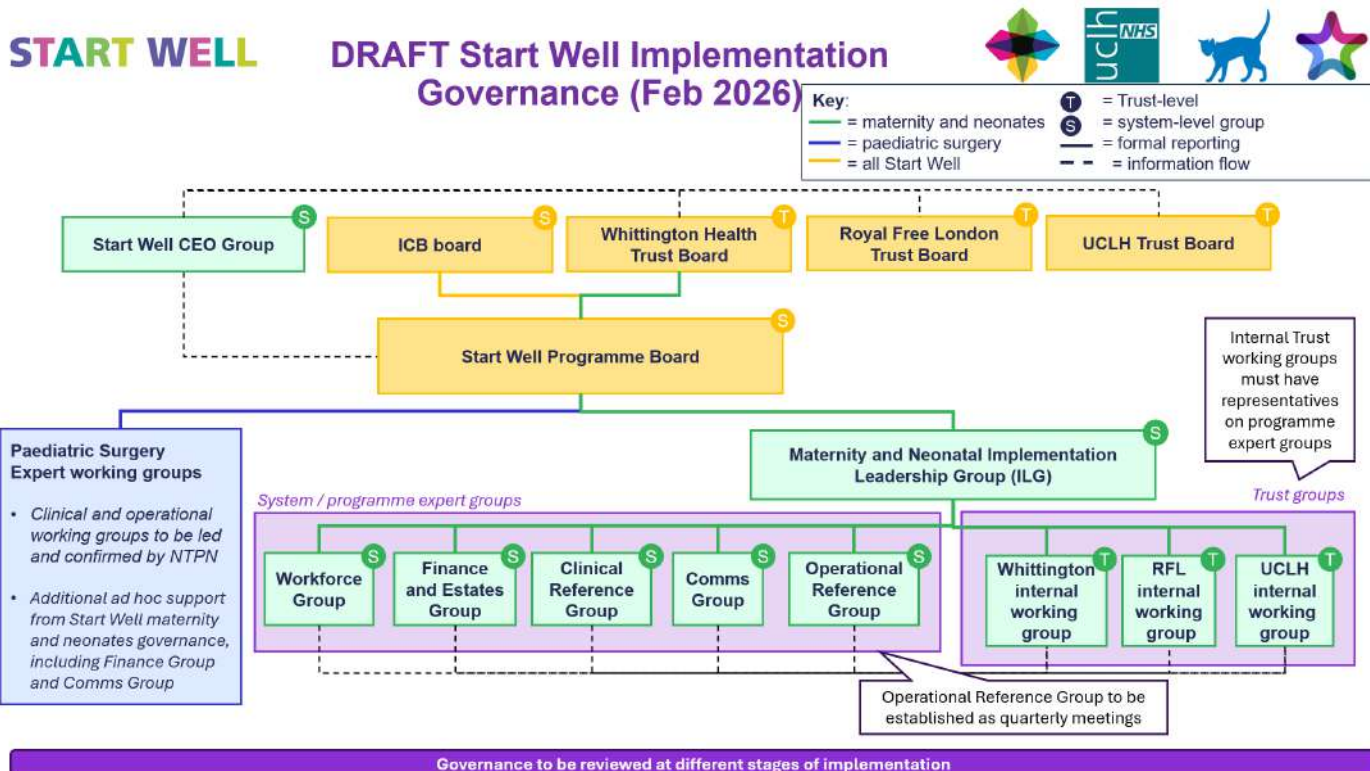 START WELL
DRAFT Start Well Implementation
Governance (Feb 2026)
uclh
NHS
Key:
= maternity and neonates
= paediatric surgery
= all Start Well
T = Trust-level
S = system-level group
= formal reporting
= information flow
Start Well CEO Group
S
ICB board
S
Whittington Health
Trust Board
T
Royal Free London
Trust Board
T
UCLH Trust Board
T
Start Well Programme Board
S
Internal Trust
working groups
must have
representatives
on programme
expert groups
Paediatric Surgery
Expert working groups
• Clinical and operational
working groups to be led
and confirmed by NTPN
• Additional ad hoc support
from Start Well maternity
and neonates governance,
including Finance Group
and Comms Group
Maternity and Neonatal Implementation
Leadership Group (ILG)
S
System / programme expert groups
Trust groups
Workforce
Group
S
Finance
and Estates
Group
S
Clinical
Reference
Group
S
Comms
Group
S
Operational
Reference
Group
S
Whittington
internal
working
group
T
RFL
internal
working
group
T
UCLH
internal
working
group
T
Operational Reference Group to be
established as quarterly meetings
Governance to be reviewed at different stages of implementation